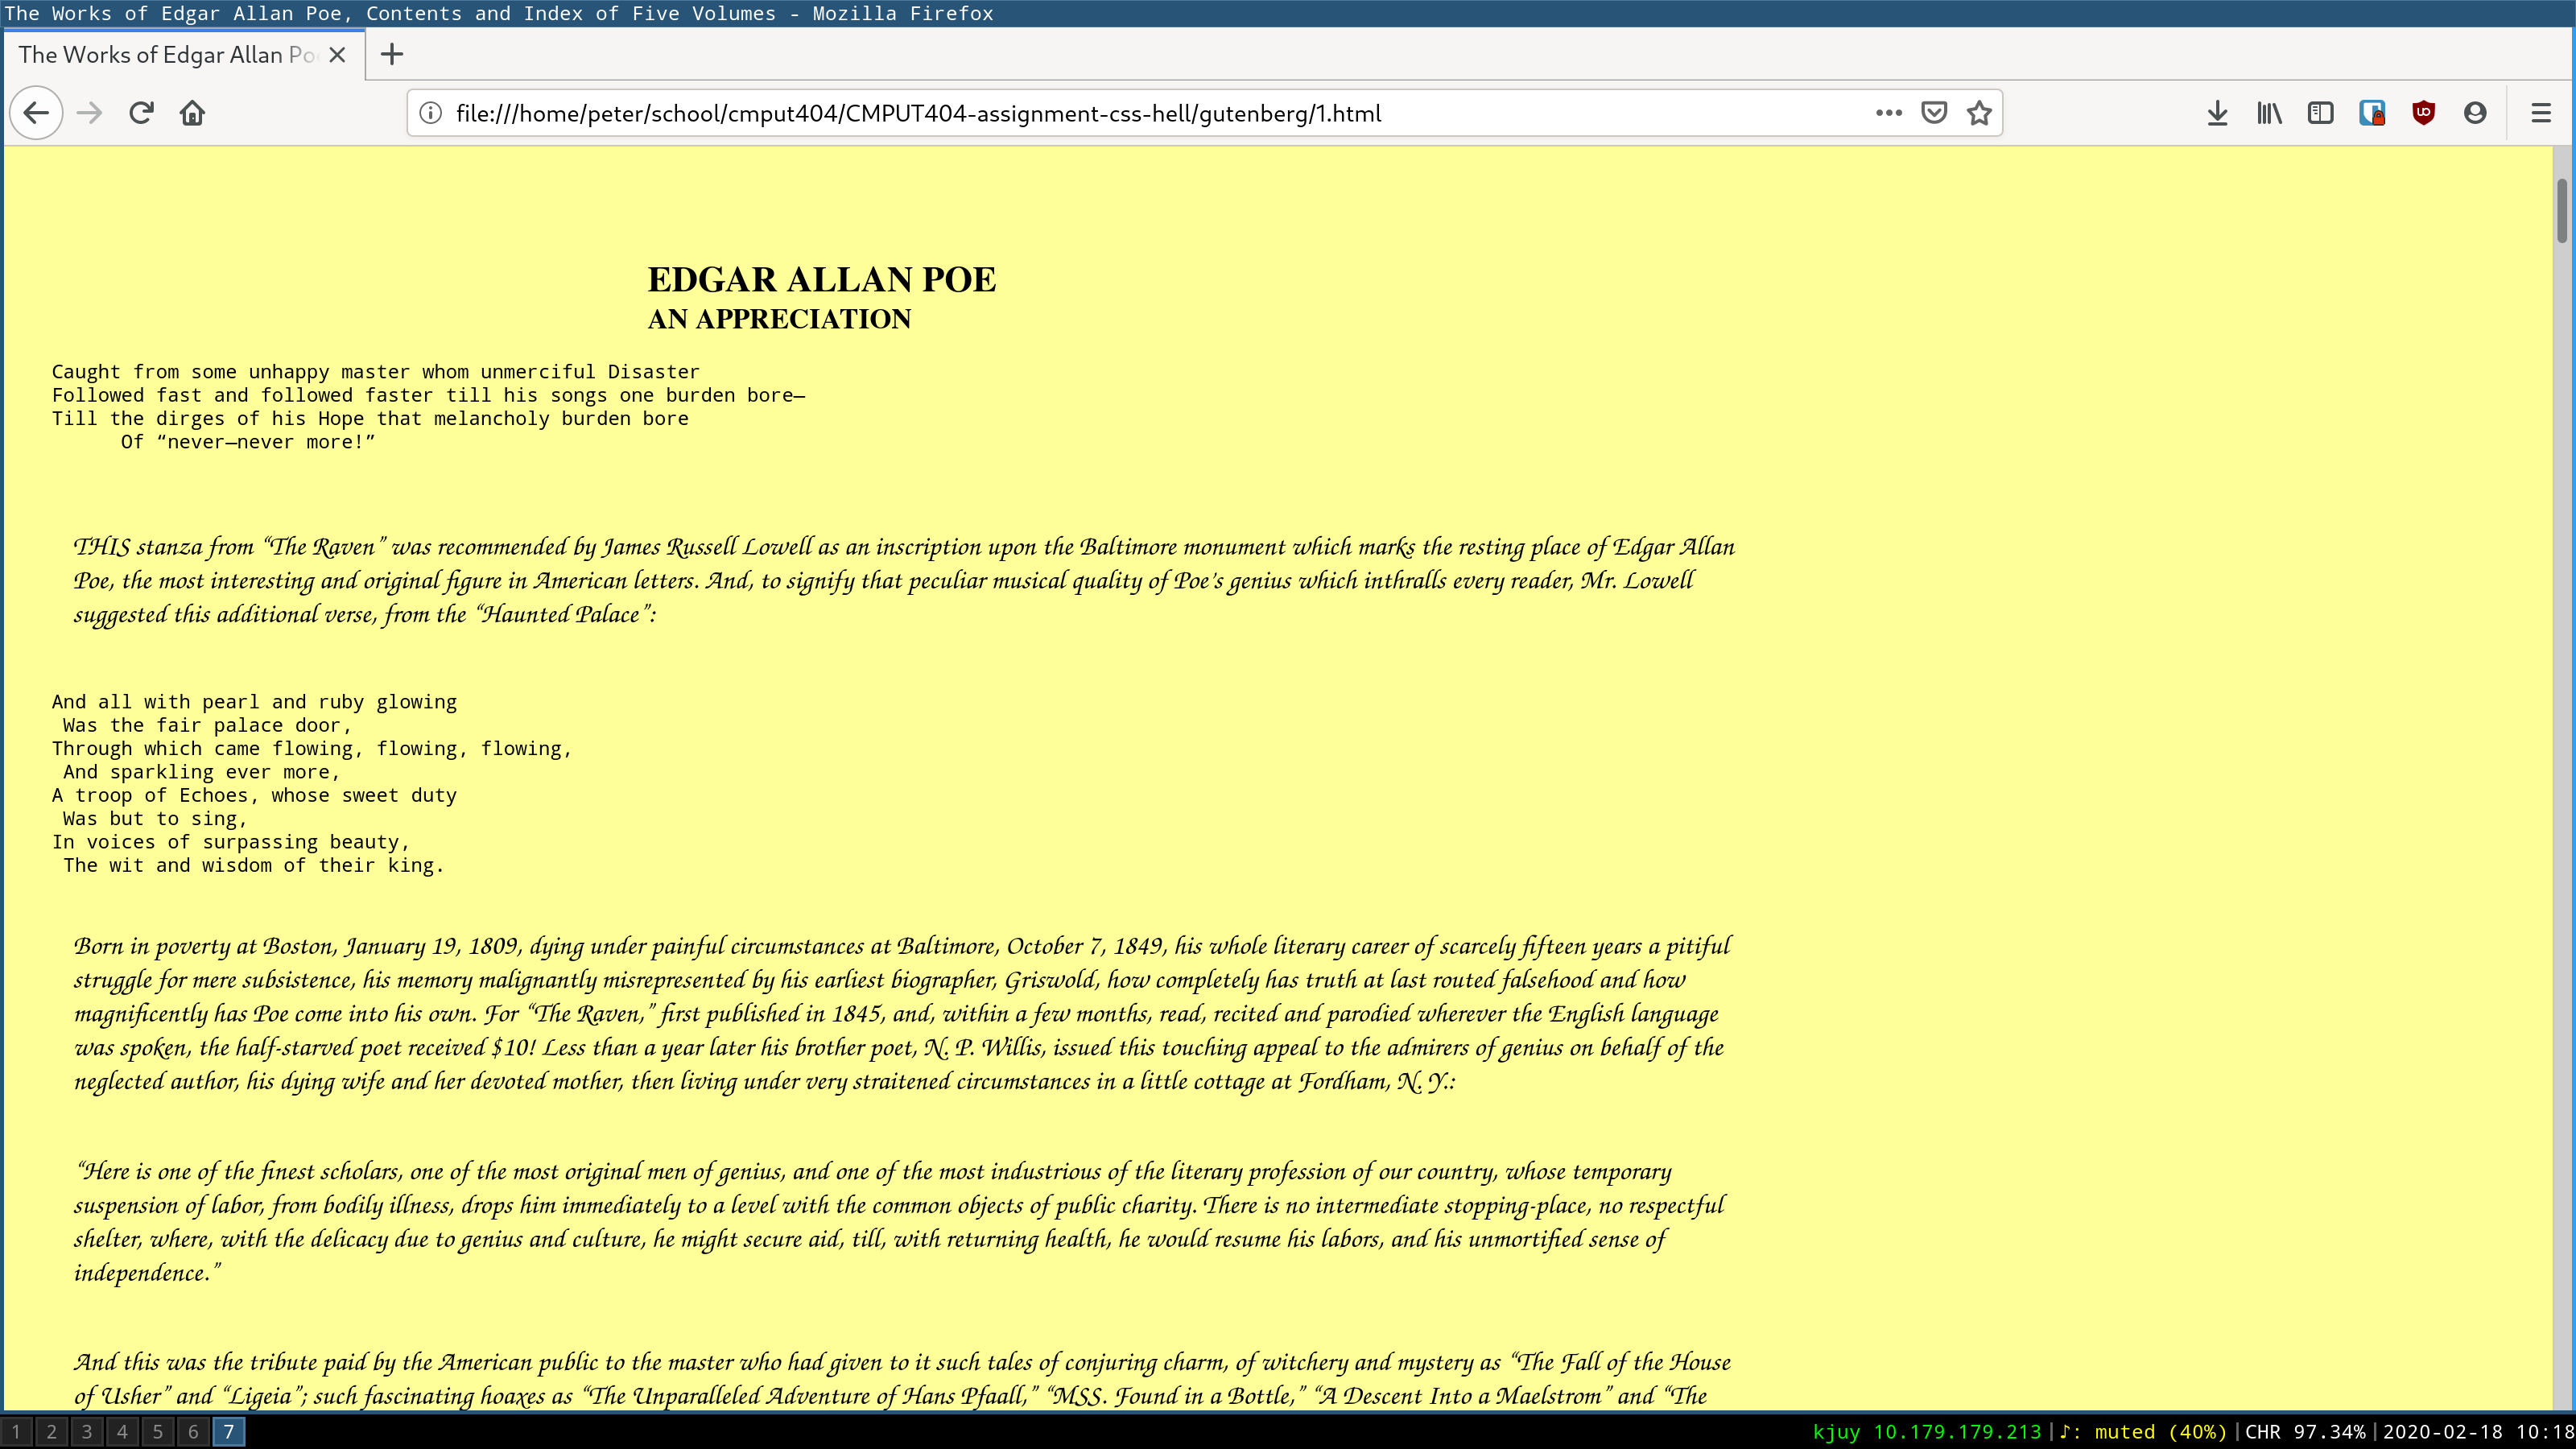 The Works of Edgar Allan Poe, Contents and Index of Five Volumes - Mozilla Firefox
The Works of Edgar Allan Po
file:///home/peter/school/cmput404/CMPUT404-assignment-css-hell/gutenberg/1.html
EDGAR ALLAN POE
AN APPRECIATION
Caught from some unhappy master whom unmerciful Disaster
Followed fast and followed faster till his songs one burden bore—
Till the dirges of his Hope that melancholy burden bore
Of “never—never more!”
THIS stanza from “The Raven” was recommended by James Russell Lowell as an inscription upon the Baltimore monument which marks the resting place of Edgar Allan
Poe, the most interesting and original figure in American letters. And, to signify that peculiar musical quality of Poe’s genius which inthralls every reader, Mr. Lowell
suggested this additional verse, from the “Haunted Palace”:
And all with pearl and ruby glowing
Was the fair palace door,
Through which came flowing, flowing, flowing,
And sparkling ever more,
A troop of Echoes, whose sweet duty
Was but to sing,
In voices of surpassing beauty,
The wit and wisdom of their king.
Born in poverty at Boston, January 19, 1809, dying under painful circumstances at Baltimore, October 7, 1849, his whole literary career of scarcely fifteen years a pitiful
struggle for mere subsistence, his memory malignantly misrepresented by his earliest biographer, Griswold, how completely has truth at last routed falsehood and how
magnificently has Poe come into his own. For “The Raven,” first published in 1845, and, within a few months, read, recited and parodied wherever the English language
was spoken, the half-starved poet received $10! Less than a year later his brother poet, N. P. Willis, issued this touching appeal to the admirers of genius on behalf of the
neglected author, his dying wife and her devoted mother, then living under very straitened circumstances in a little cottage at Fordham, N. Y.:
“Here is one of the finest scholars, one of the most original men of genius, and one of the most industrious of the literary profession of our country, whose temporary
suspension of labor, from bodily illness, drops him immediately to a level with the common objects of public charity. There is no intermediate stopping-place, no respectful
shelter, where, with the delicacy due to genius and culture, he might secure aid, till, with returning health, he would resume his labors, and his unmortified sense of
independence.”
And this was the tribute paid by the American public to the master who had given to it such tales of conjuring charm, of witchery and mystery as “The Fall of the House
of Usher” and “Ligeia”; such fascinating hoaxes as “The Unparalleled Adventure of Hans Pfaall,” “MSS. Found in a Bottle,” “A Descent Into a Maelstrom” and “The
1 2 3 4 5 6 7 kjuy 10.179.179.213|♪: muted (40%)|CHR 97.34%|2020-02-18 10:18